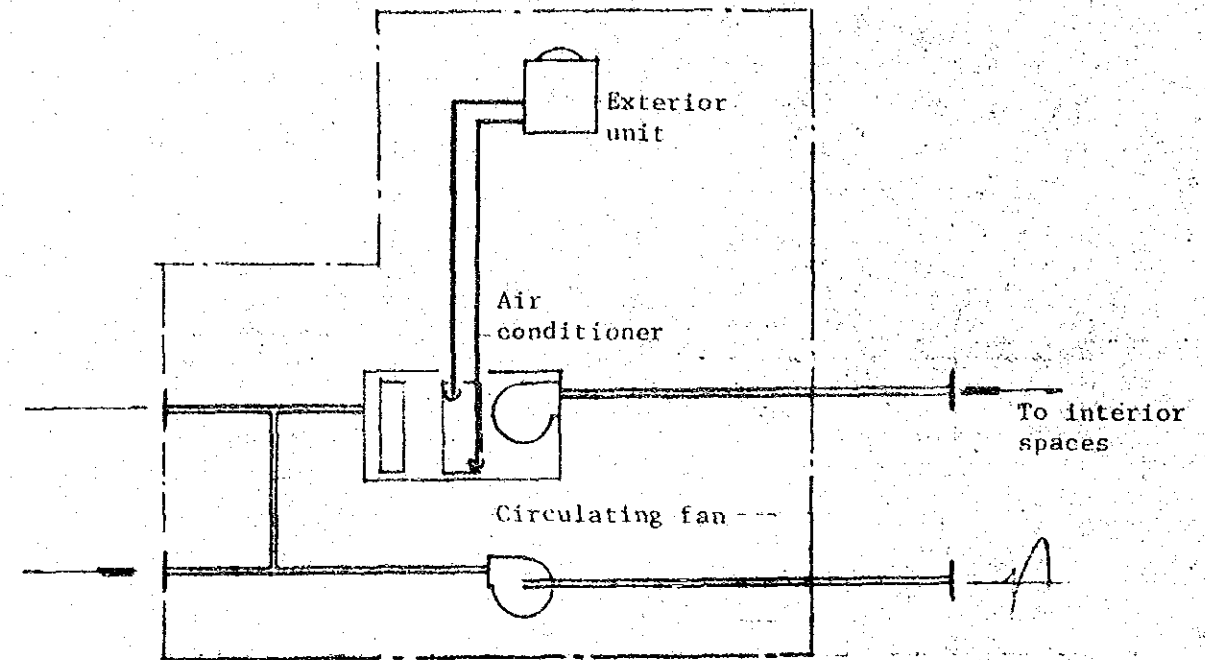 Exterior
unit
Air
conditioner
To interior
spaces
Circulating fan ---